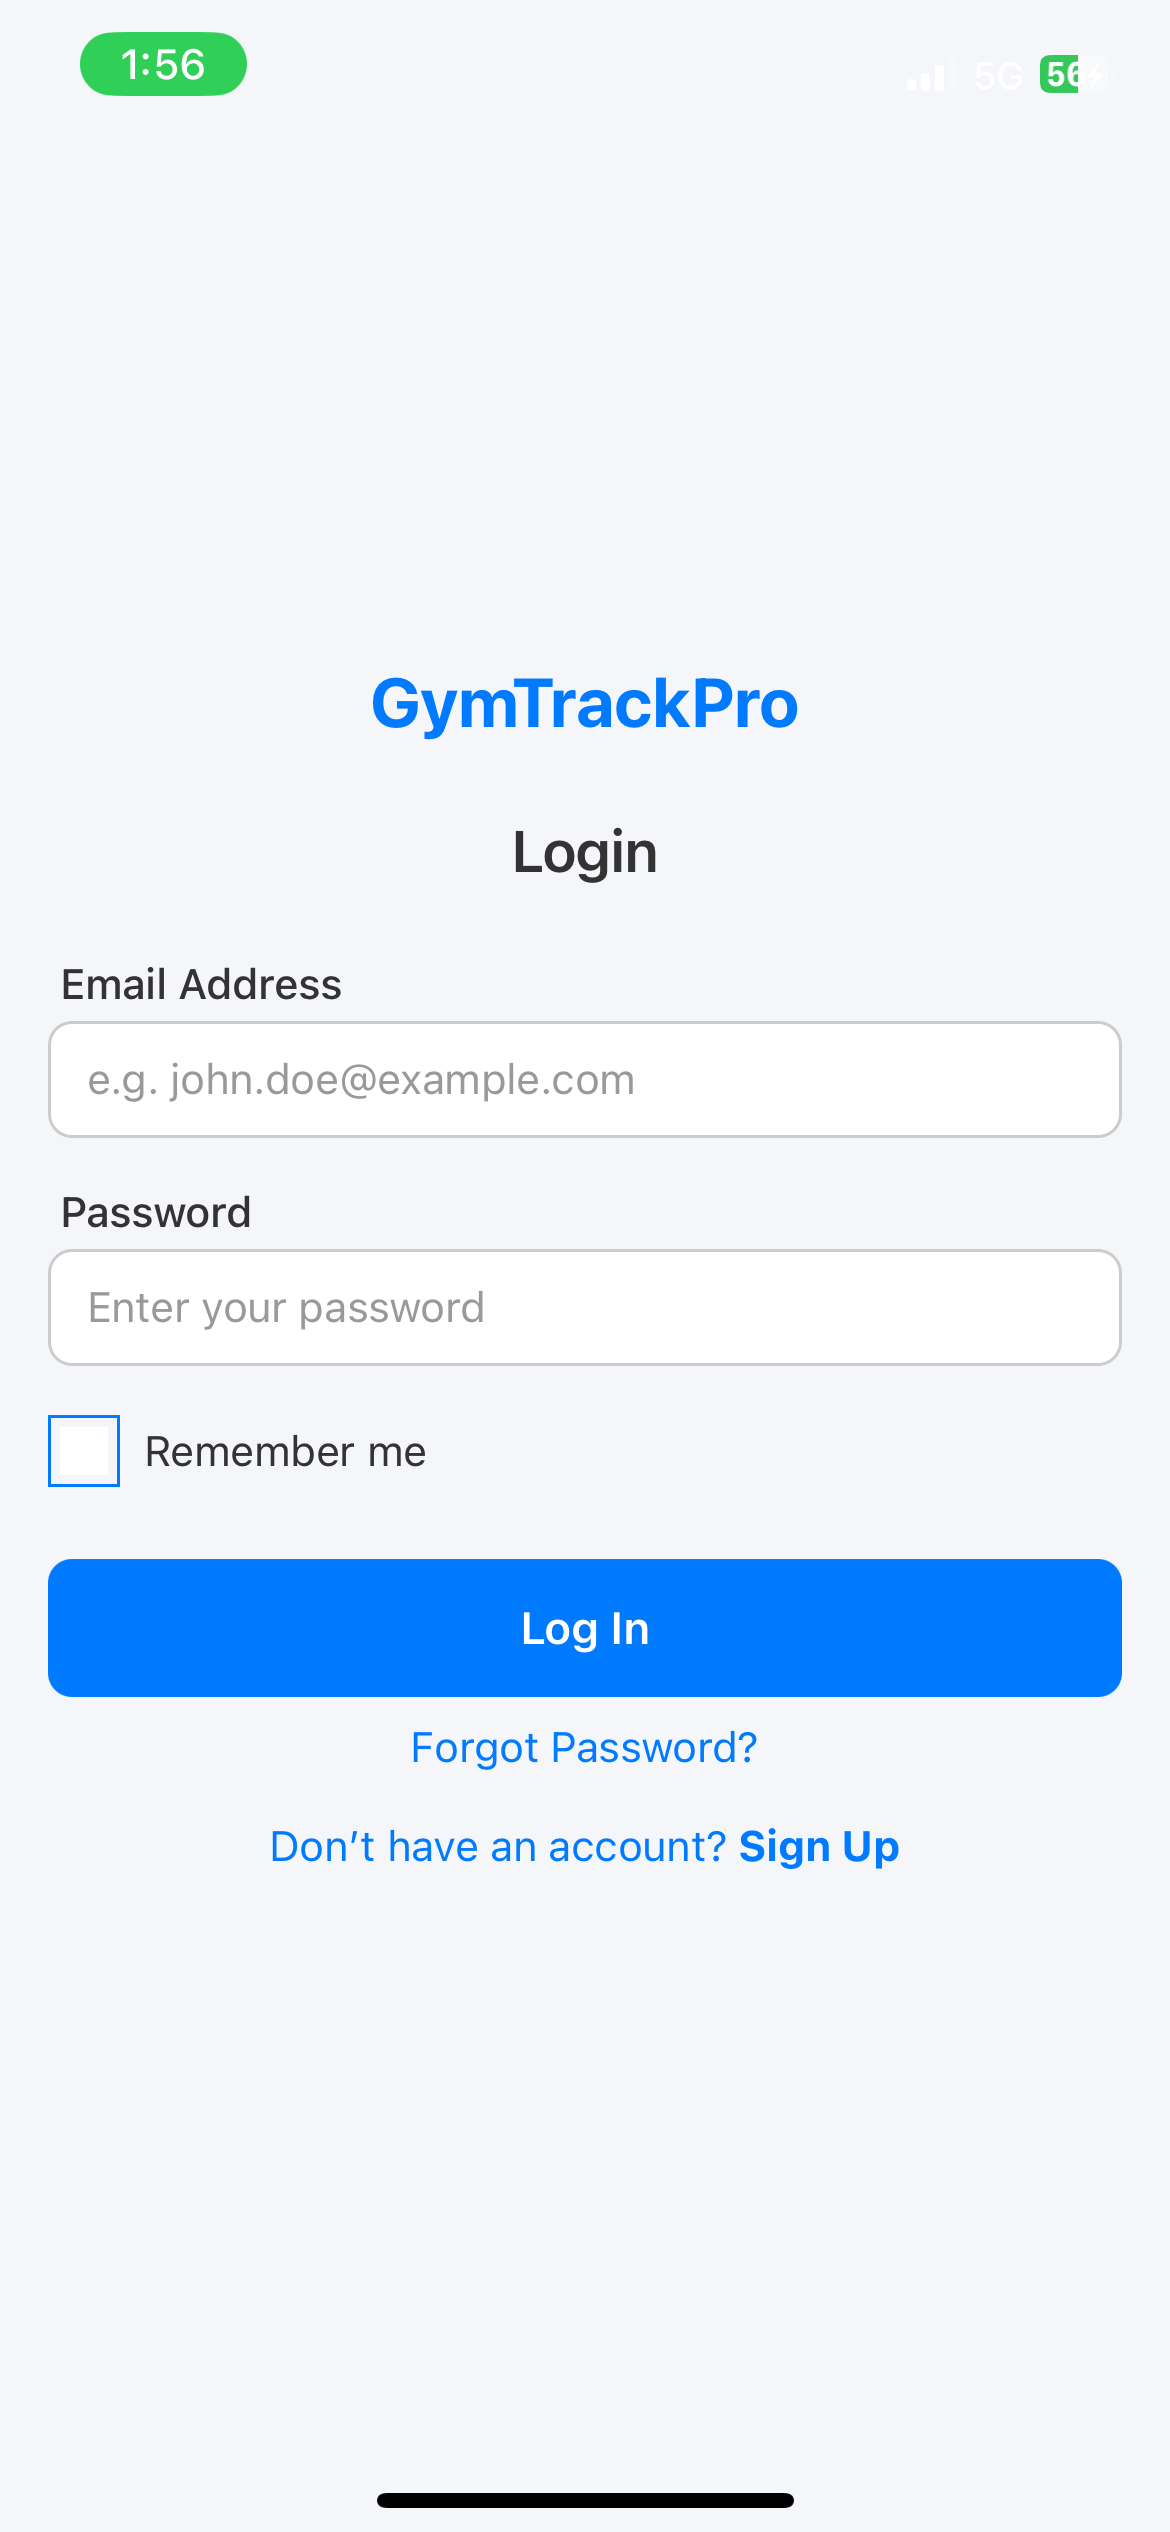 1:56
5G
56
GymTrackPro
Login
Email Address
e.g. john.doe@example.com
Password
Enter your password
Remember me
Log In
Forgot Password?
Don’t have an account? Sign Up